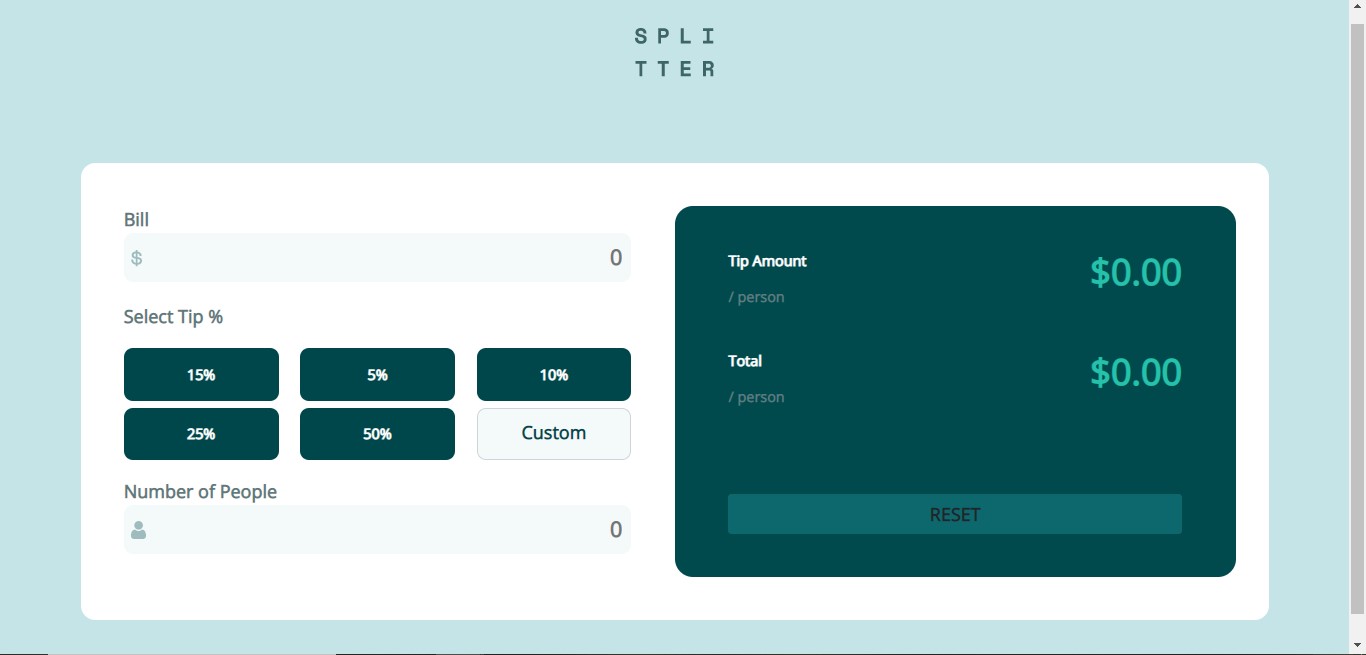 SPLI
TTER
Bill
$ 0
Select Tip %
15% 5% 10%
25% 50% Custom
Number of People
0
Tip Amount $0.00
/ person
Total $0.00
/ person
RESET